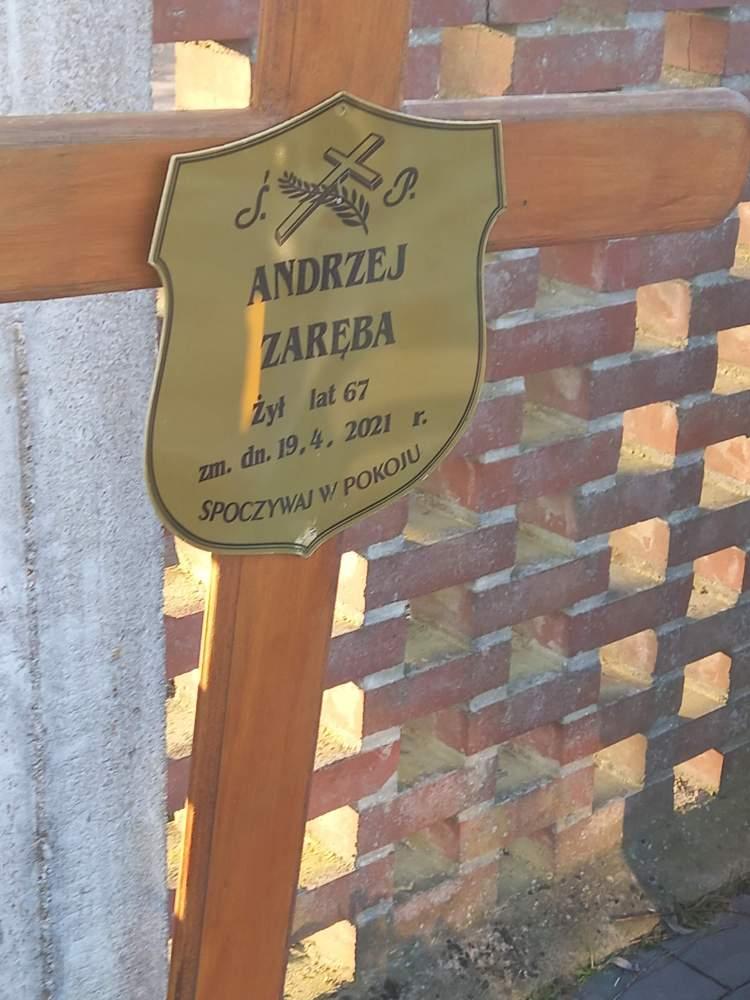 Ś. P.
ANDRZEJ
ZARĘBA
Żył lat 67
zm. dn. 19.4. 2021 r.
SPOCZYWAJ W POKOJU